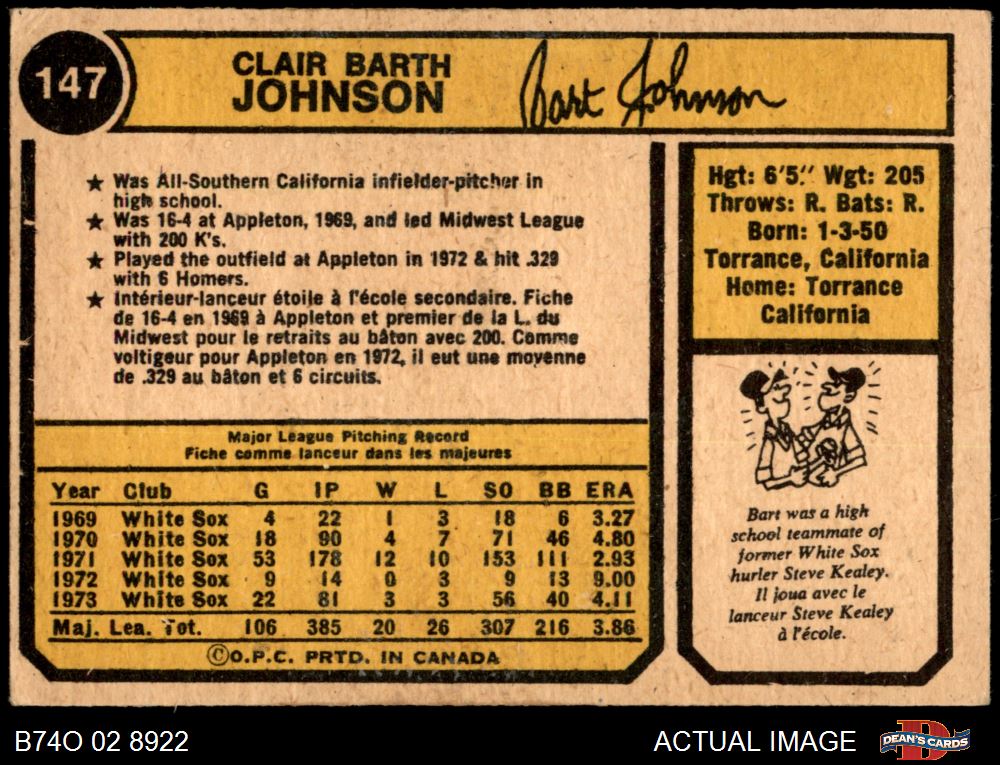 147
CLAIR BARTH
JOHNSON
Bart Johnson
★ Was All-Southern California infielder-pitcher in
high school.
★ Was 16-4 at Appleton, 1969, and led Midwest League
with 200 K's.
★ Played the outfield at Appleton in 1972 & hit .329
with 6 Homers.
★ Intérieur-lanceur étoile à l'école secondaire. Fiche
de 16-4 en 1969 à Appleton et premier de la L. du
Midwest pour le retraits au bâton avec 200. Comme
voltigeur pour Appleton en 1972, il eut une moyenne
de .329 au bâton et 6 circuits.
Major League Pitching Record
Fiche comme lanceur dans les majeures
Year Club G IP W L SO BB ERA
1969 White Sox 4 22 1 3 18 6 3.27
1970 White Sox 18 90 4 7 71 46 4.80
1971 White Sox 53 178 12 10 153 111 2.93
1972 White Sox 9 14 0 3 9 13 9.00
1973 White Sox 22 81 3 3 56 40 4.11
Maj. Lea. Tot. 106 385 20 26 307 216 3.86
©O.P.C. PRTD. IN CANADA
Hgt: 6'5" Wgt: 205
Throws: R. Bats: R.
Born: 1-3-50
Torrance, California
Home: Torrance
California
Bart was a high
school teammate of
former White Sox
hurler Steve Kealey.
Il joua avec le
lanceur Steve Kealey
à l'école.
B74O 02 8922
ACTUAL IMAGE
DEAN'S CARDS